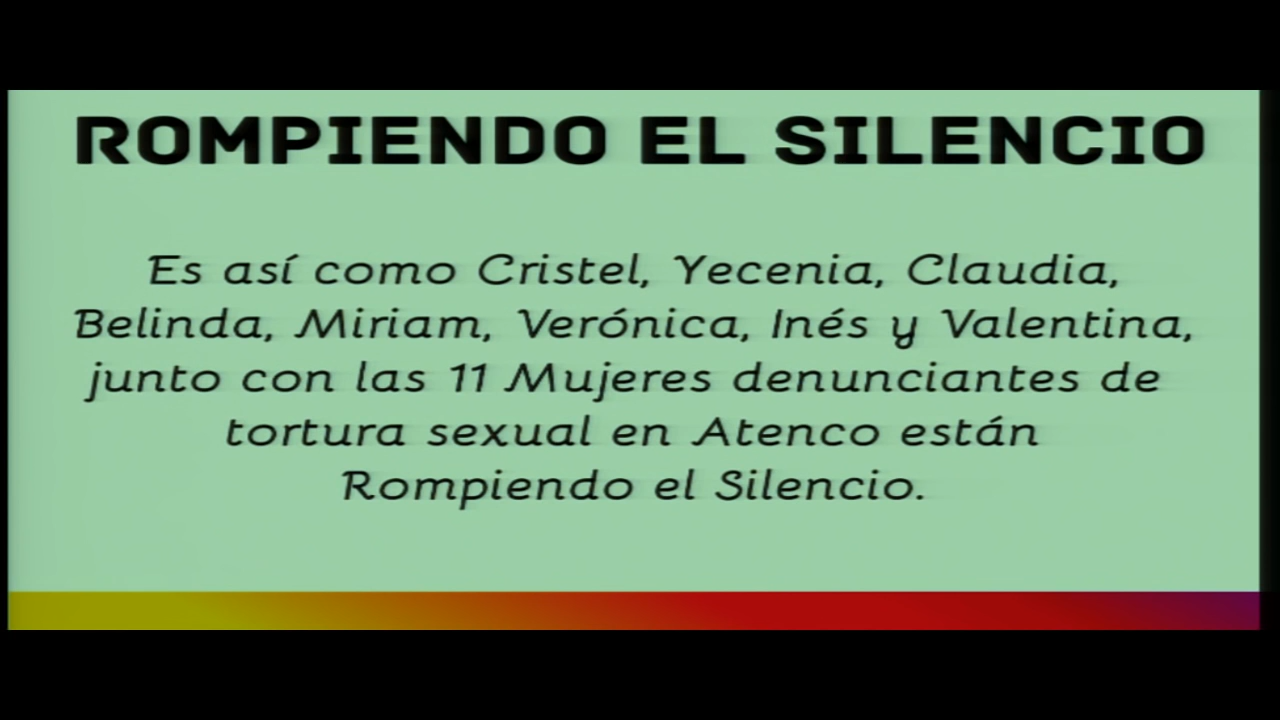 ROMPIENDO EL SILENCIO
Es así como Cristel, Yecenia, Claudia,
Belinda, Miriam, Verónica, Inés y Valentina,
junto con las 11 Mujeres denunciantes de
tortura sexual en Atenco están
Rompiendo el Silencio.